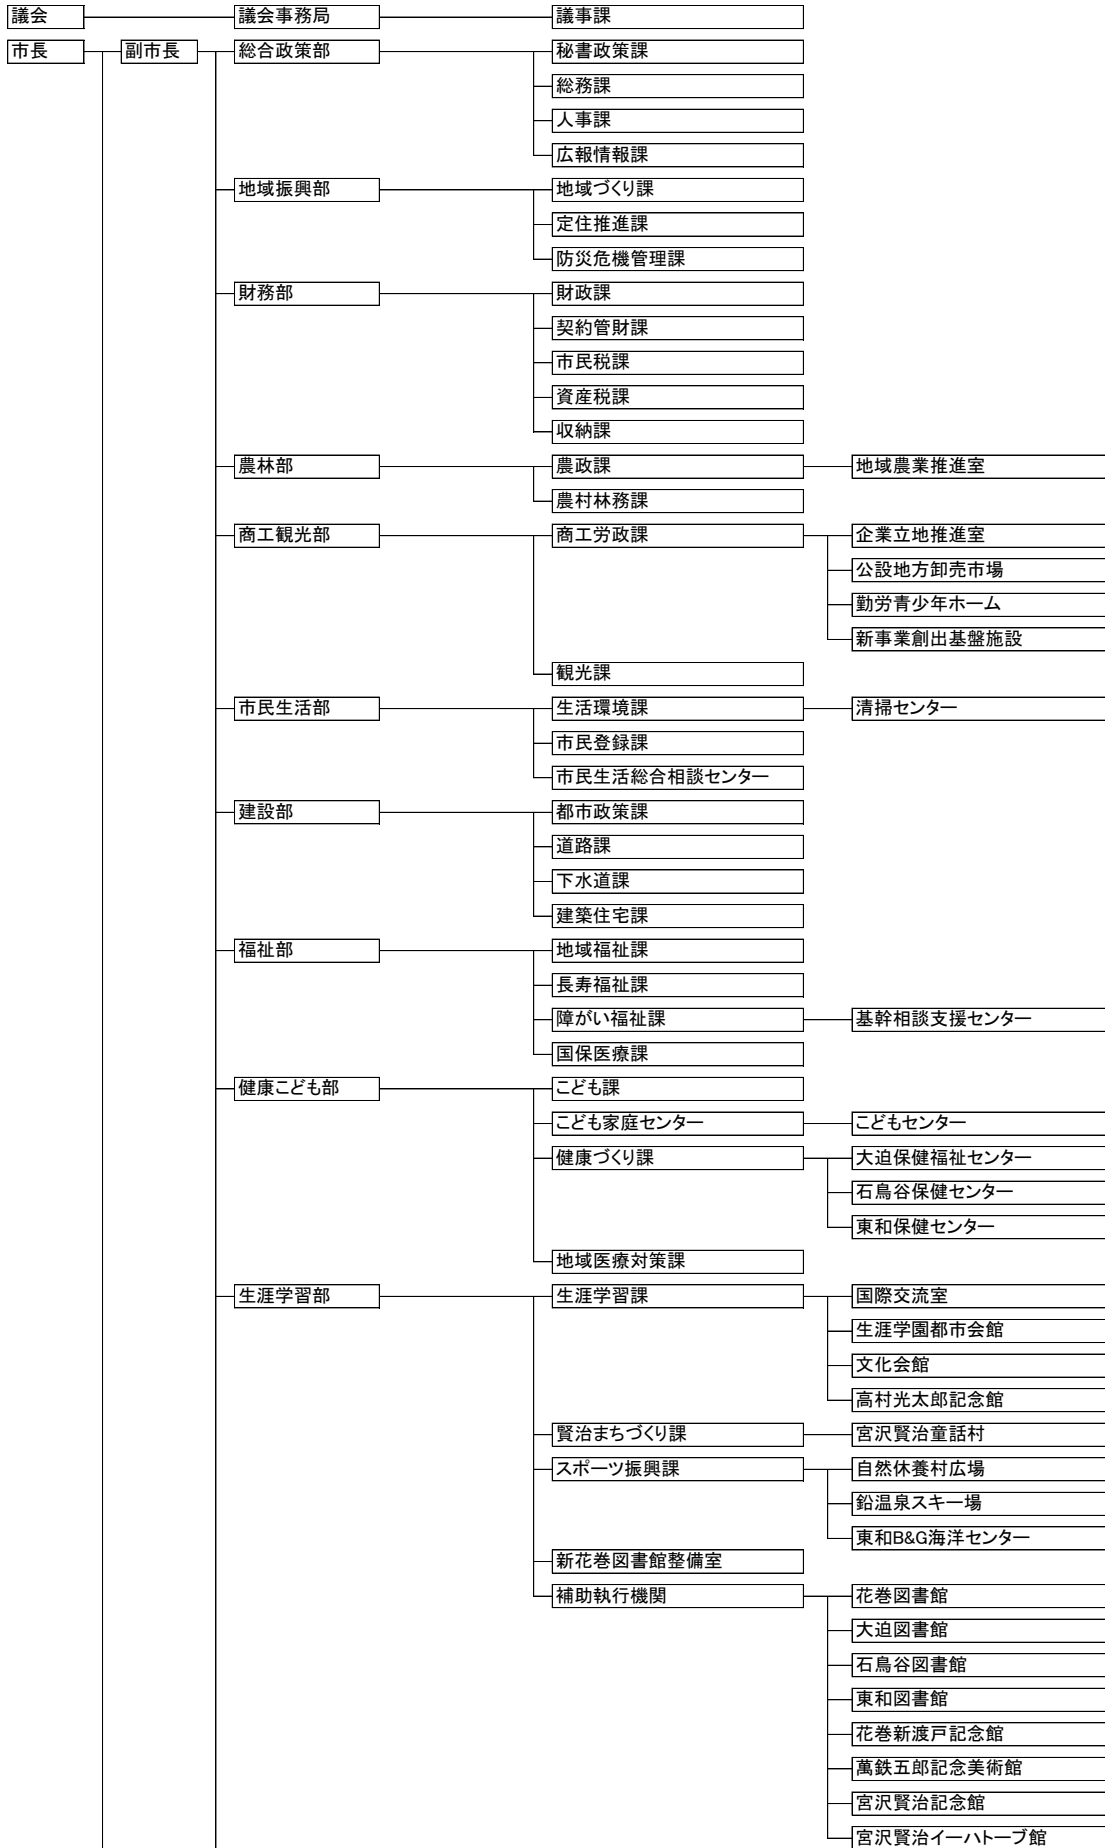 議会 議会事務局 議事課
市長 副市長 総合政策部 秘書政策課
総務課
人事課
広報情報課
地域振興部 地域づくり課
定住推進課
防災危機管理課
財務部 財政課
契約管財課
市民税課
資産税課
収納課
農林部 農政課 地域農業推進室
農村林務課
商工観光部 商工労政課 企業立地推進室
公設地方卸売市場
勤労青少年ホーム
新事業創出基盤施設
観光課
市民生活部 生活環境課 清掃センター
市民登録課
市民生活総合相談センター
建設部 都市政策課
道路課
下水道課
建築住宅課
福祉部 地域福祉課
長寿福祉課
障がい福祉課 基幹相談支援センター
国保医療課
健康こども部 こども課
こども家庭センター こどもセンター
健康づくり課 大迫保健福祉センター
石鳥谷保健センター
東和保健センター
地域医療対策課
生涯学習部 生涯学習課 国際交流室
生涯学園都市会館
文化会館
高村光太郎記念館
賢治まちづくり課 宮沢賢治童話村
スポーツ振興課 自然休養村広場
鉛温泉スキー場
東和B&G海洋センター
新花巻図書館整備室
補助執行機関 花巻図書館
大迫図書館
石鳥谷図書館
東和図書館
花巻新渡戸記念館
萬鉄五郎記念美術館
宮沢賢治記念館
宮沢賢治イーハトーブ館